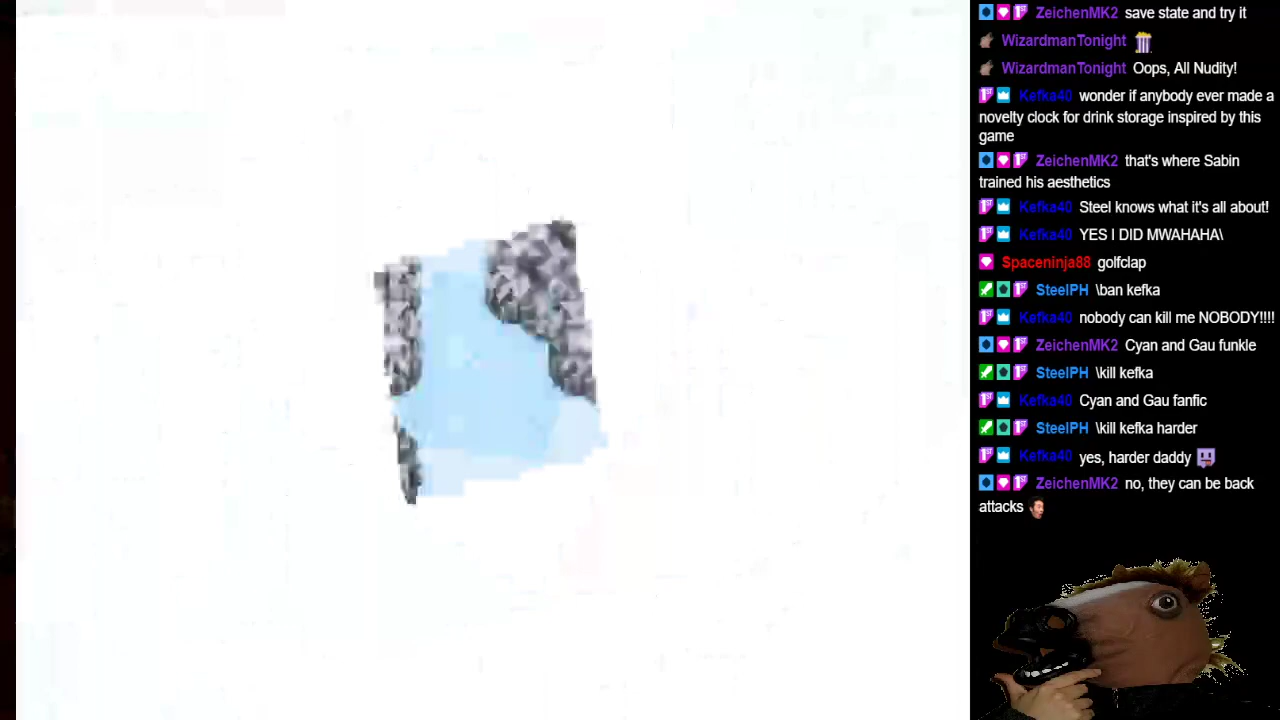 ZeichenMK2 save state and try it
WizardmanTonight
WizardmanTonight Oops, All Nudity!
Kefka40 wonder if anybody ever made a
novelty clock for drink storage inspired by this
game
ZeichenMK2 that's where Sabin
trained his aesthetics
Kefka40 Steel knows what it's all about!
Kefka40 YES I DID MWAHAHA\
Spaceninja88 golfclap
SteelPH \ban kefka
Kefka40 nobody can kill me NOBODY!!!!
ZeichenMK2 Cyan and Gau funkle
SteelPH \kill kefka
Kefka40 Cyan and Gau fanfic
SteelPH \kill kefka harder
Kefka40 yes, harder daddy
ZeichenMK2 no, they can be back
attacks